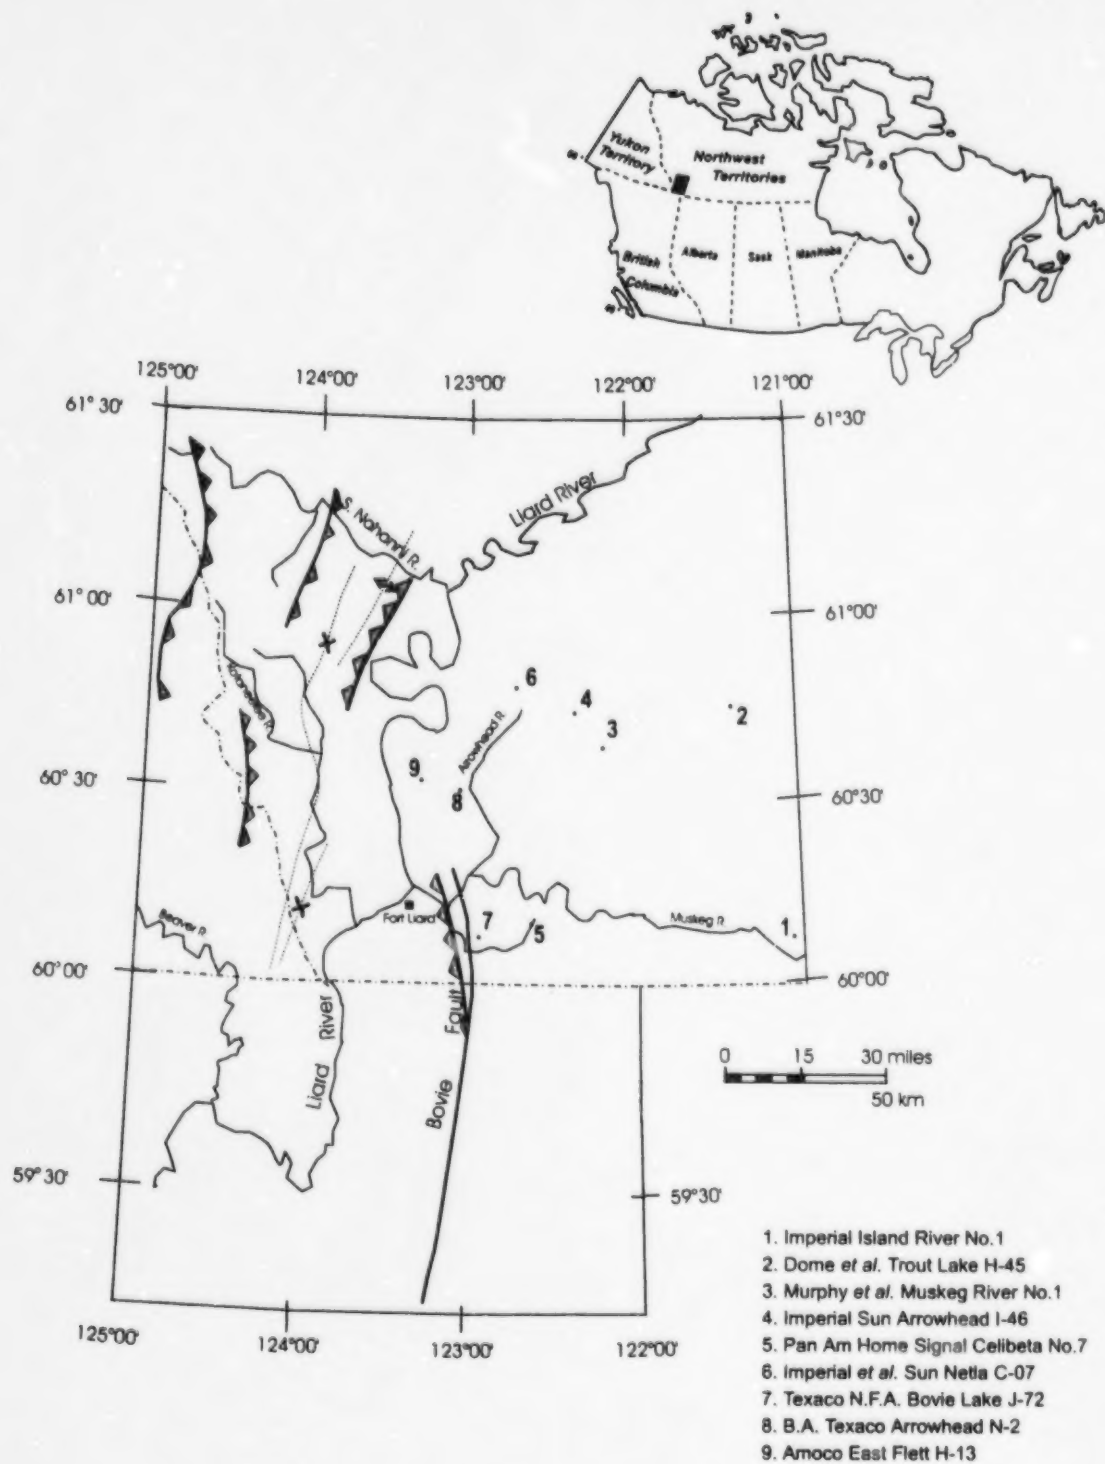 Yukon
Territory
Northwest
Territories
British
Columbia
Alberta
Sask
Manitoba
125°00'
124°00'
123°00'
122°00'
121°00'
61°30'
61°30'
S. Nahanni R.
Liard River
61°00'
61°00'
6
4
2
3
Arrowhead R.
60°30'
9
8
60°30'
Fort Liard
7
5
Muskeg R.
1
Beaver R.
60°00'
60°00'
Liard River
Bovie Fault
0 15 30 miles
50 km
59°30'
59°30'
125°00'
124°00'
123°00'
122°00'
1. Imperial Island River No.1
2. Dome et al. Trout Lake H-45
3. Murphy et al. Muskeg River No.1
4. Imperial Sun Arrowhead I-46
5. Pan Am Home Signal Celibeta No.7
6. Imperial et al. Sun Netla C-07
7. Texaco N.F.A. Bovie Lake J-72
8. B.A. Texaco Arrowhead N-2
9. Amoco East Flett H-13